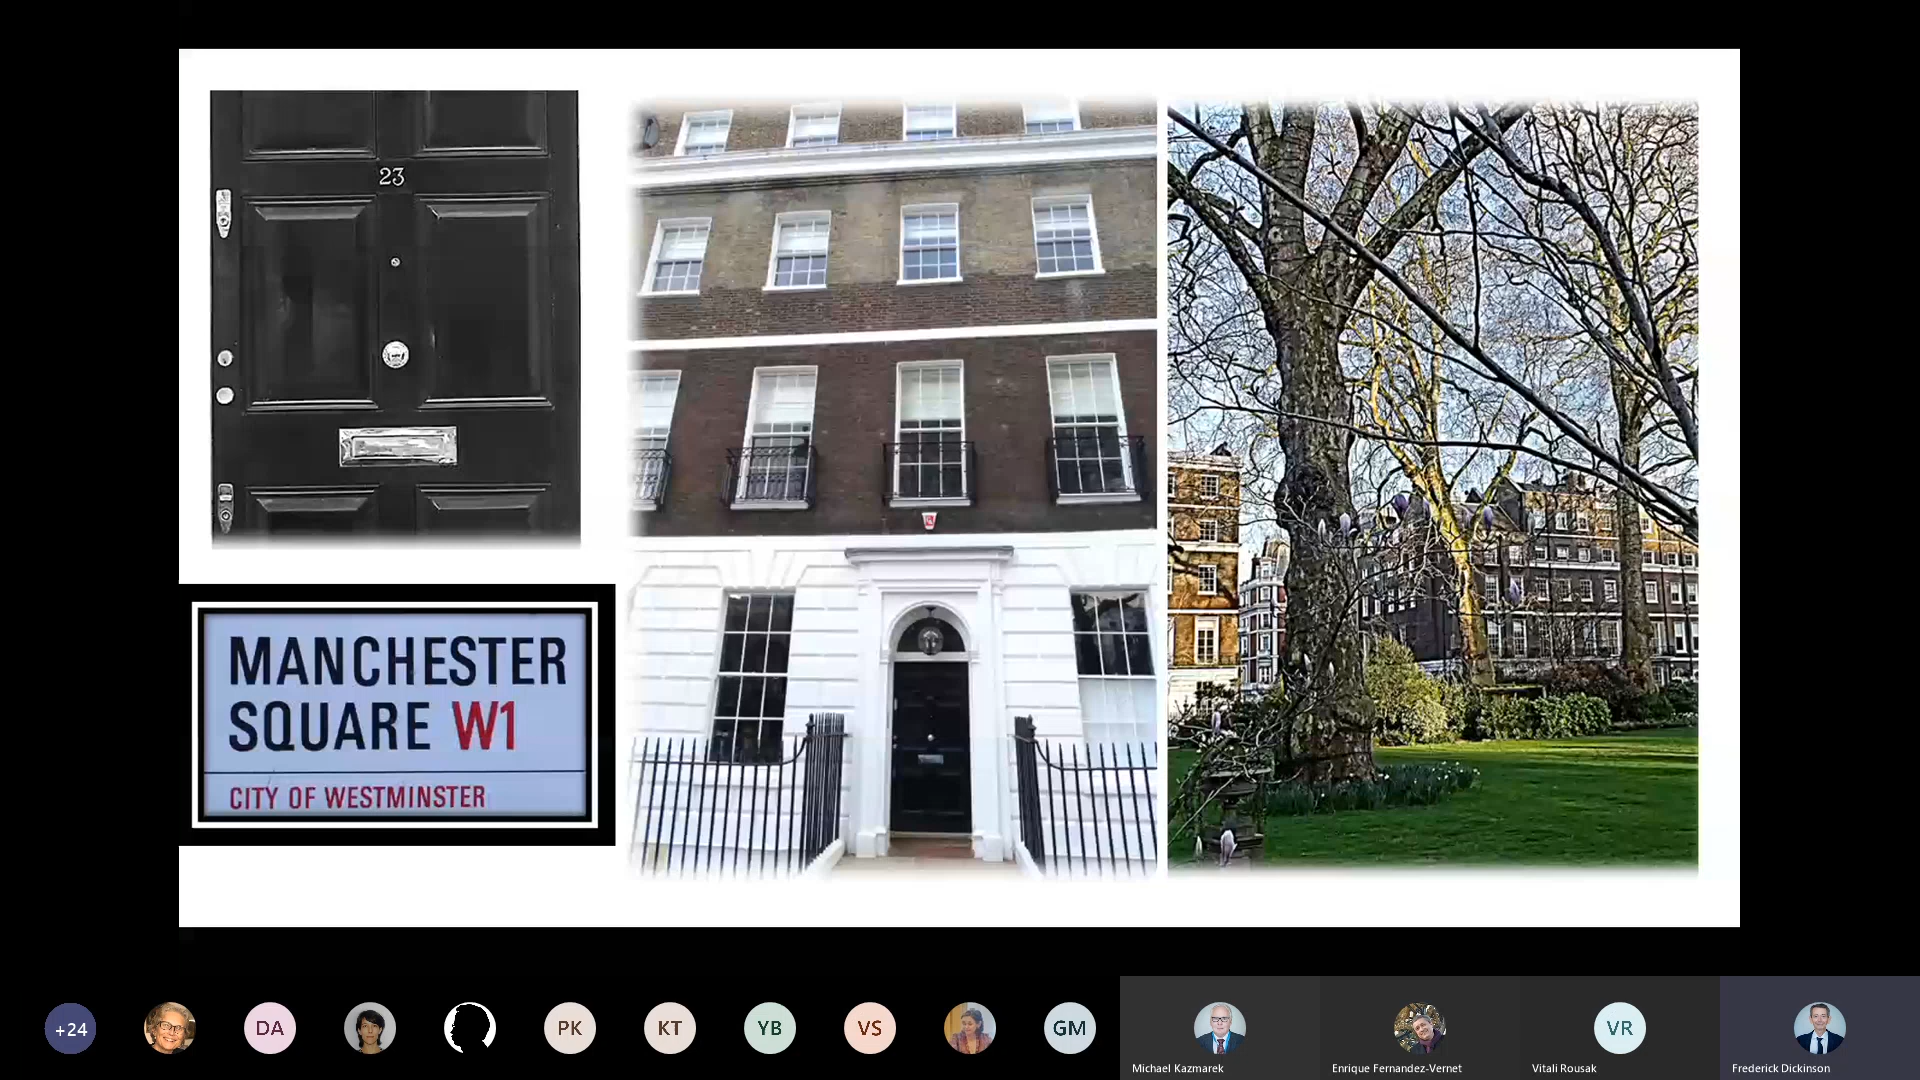 23
MANCHESTER
SQUARE W1
CITY OF WESTMINSTER
+24
DA
PK
KT
YB
VS
GM
VR
Michael Kazmarek
Enrique Fernandez-Vernet
Vitali Rousak
Frederick Dickinson